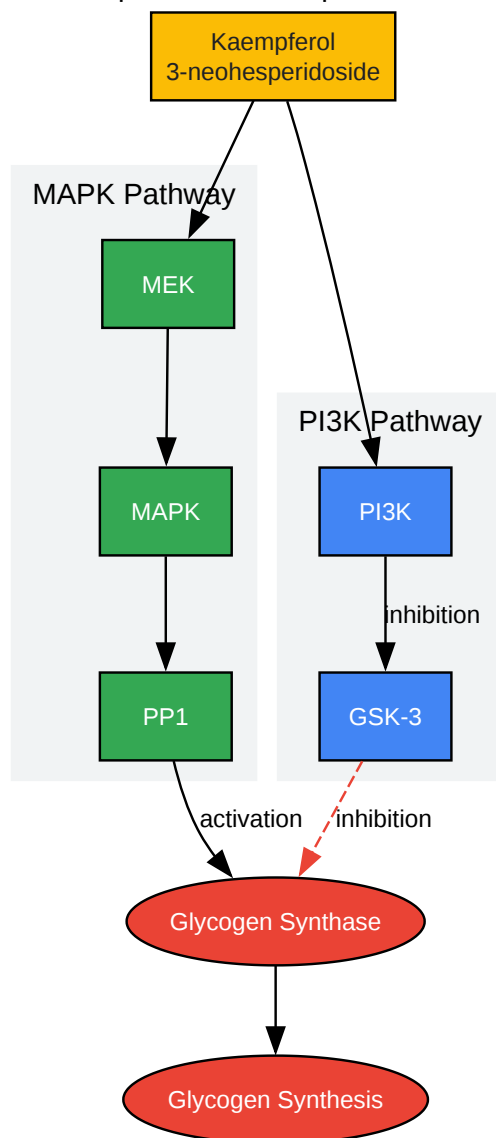 Kaempferol
3-neohesperidoside
MAPK Pathway
MEK
PI3K Pathway
MAPK
PI3K
inhibition
PP1
GSK-3
activation
inhibition
Glycogen Synthase
Glycogen Synthesis